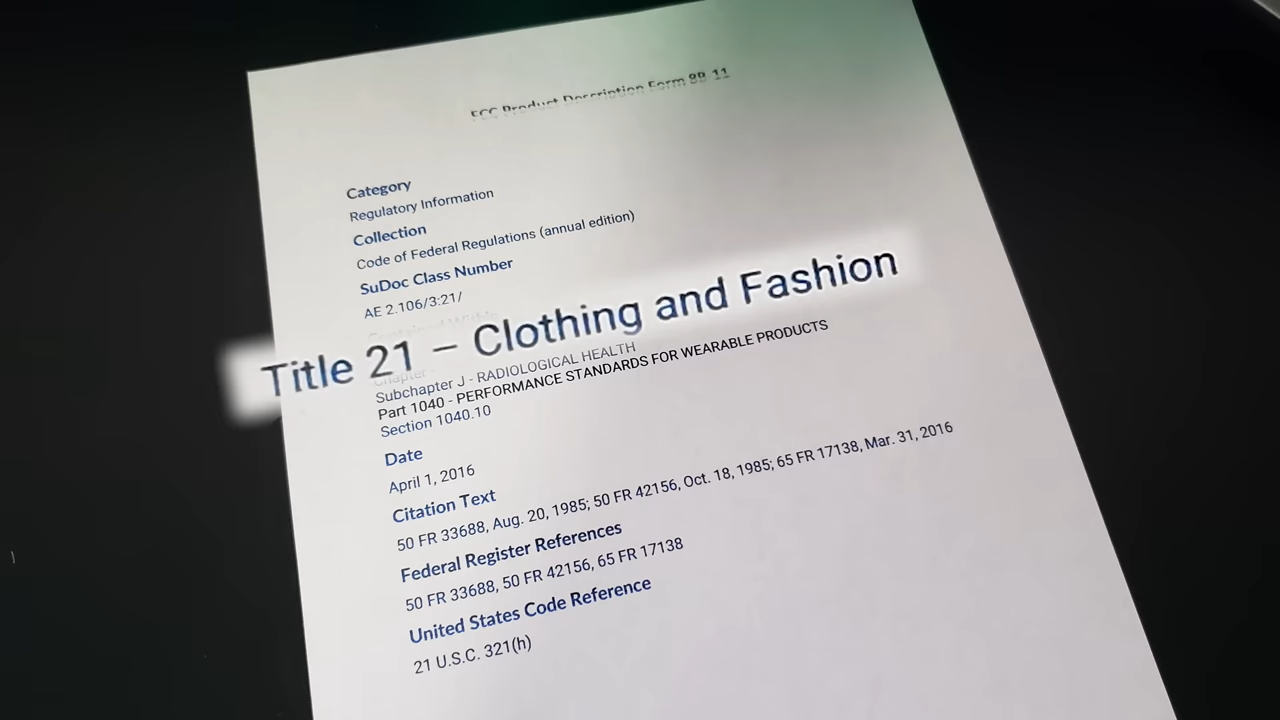 FCC Product Description Form 8B-11
Category
Regulatory Information
Collection
Code of Federal Regulations (annual edition)
SuDoc Class Number
AE 2.106/3:21/
Contained Within
Title 21 – Clothing and Fashion
Chapter
Subchapter J - RADIOLOGICAL HEALTH
Part 1040 - PERFORMANCE STANDARDS FOR WEARABLE PRODUCTS
Section 1040.10
Date
April 1, 2016
Citation Text
50 FR 33688, Aug. 20, 1985; 50 FR 42156, Oct. 18, 1985; 65 FR 17138, Mar. 31, 2016
Federal Register References
50 FR 33688, 50 FR 42156, 65 FR 17138
United States Code Reference
21 U.S.C. 321(h)